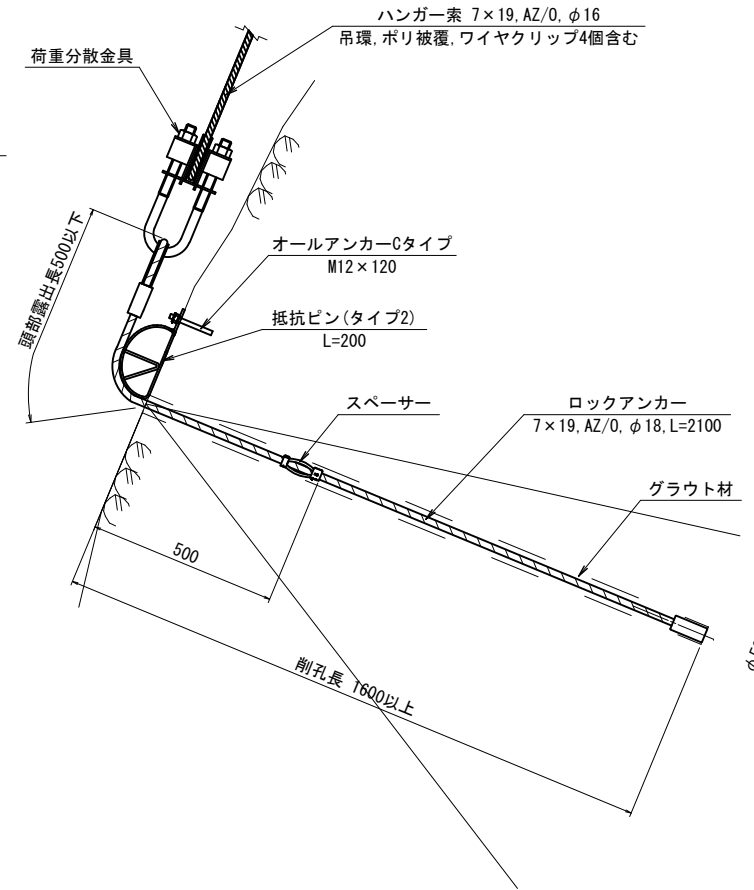 ハンガー索 7×19, AZ/O, φ16
吊環, ポリ被覆, ワイヤクリップ4個含む
荷重分散金具
頭部露出長500以下
オールアンカーCタイプ
M12×120
抵抗ピン(タイプ2)
L=200
スペーサー
ロックアンカー
7×19, AZ/O, φ18, L=2100
グラウト材
500
削孔長 1600以上